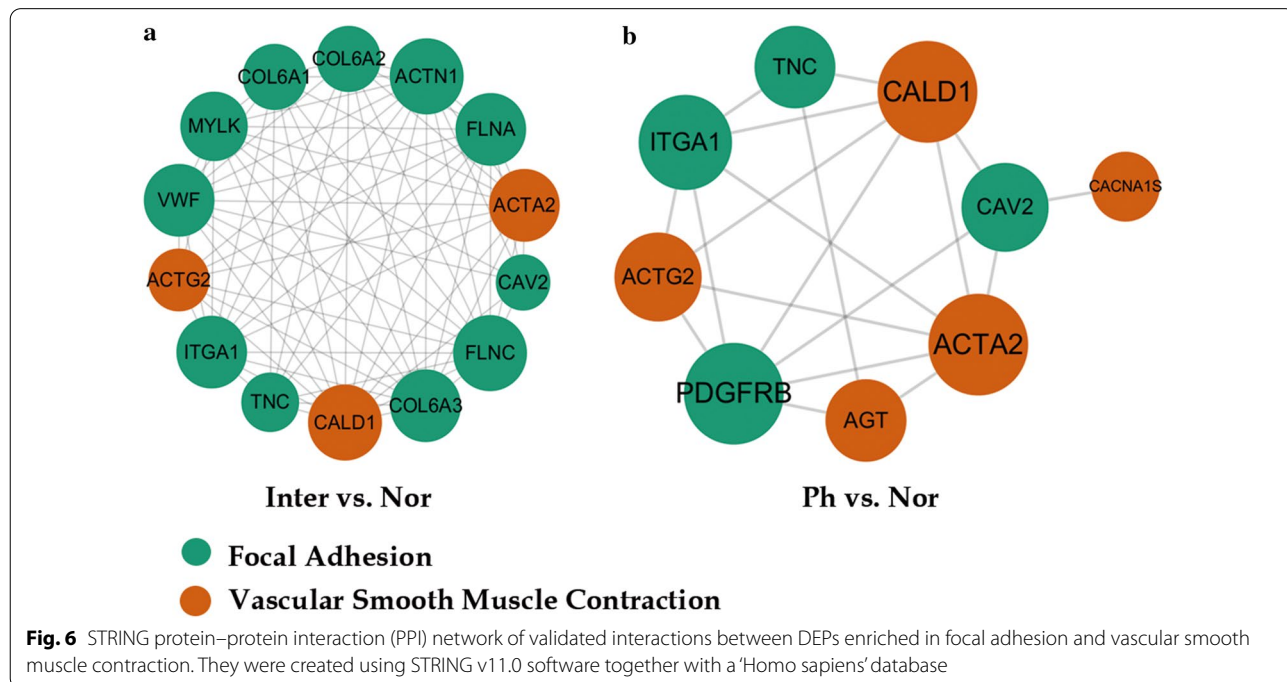 a
COL6A2
COL6A1
ACTN1
MYLK
FLNA
VWF
ACTA2
ACTG2
CAV2
ITGA1
FLNC
TNC
COL6A3
CALD1
Inter vs. Nor
b
TNC
CALD1
ITGA1
CACNA1S
CAV2
ACTG2
ACTA2
PDGFRB
AGT
Ph vs. Nor
Focal Adhesion
Vascular Smooth Muscle Contraction
Fig. 6 STRING protein–protein interaction (PPI) network of validated interactions between DEPs enriched in focal adhesion and vascular smooth
muscle contraction. They were created using STRING v11.0 software together with a ‘Homo sapiens’ database